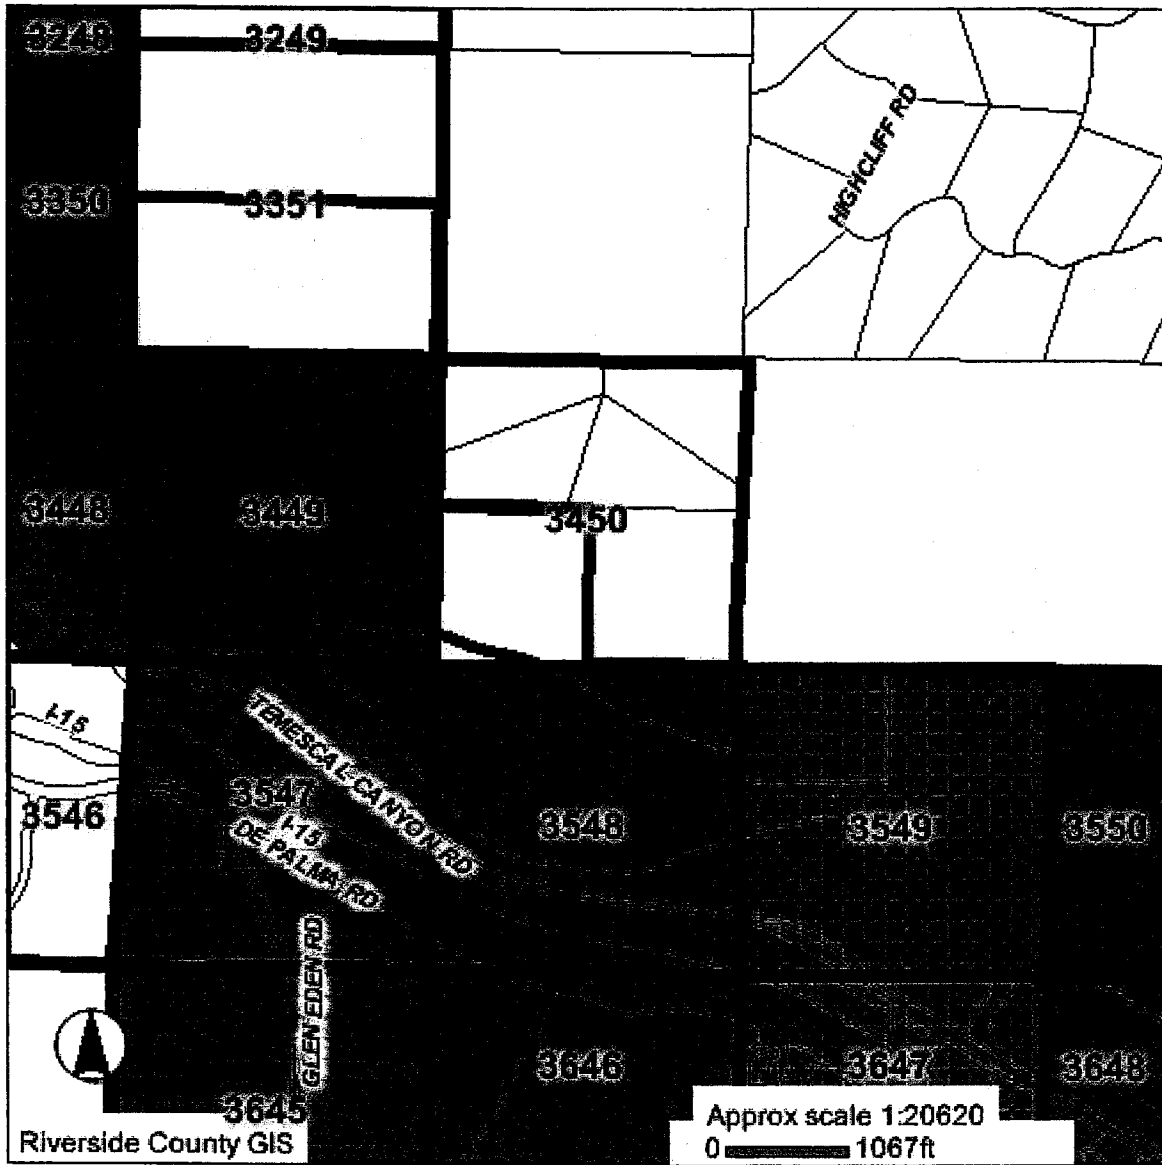 3248
3249
HIGHCLIFF RD
3350
3351
3448
3449
3450
I-15
TEMESCAL CANYON RD
3546
3547
I-15
DE PALMA RD
3548
3549
3550
GLEN EDEN RD
3645
3646
3647
3648
Riverside County GIS
Approx scale 1:20620
0 1067ft